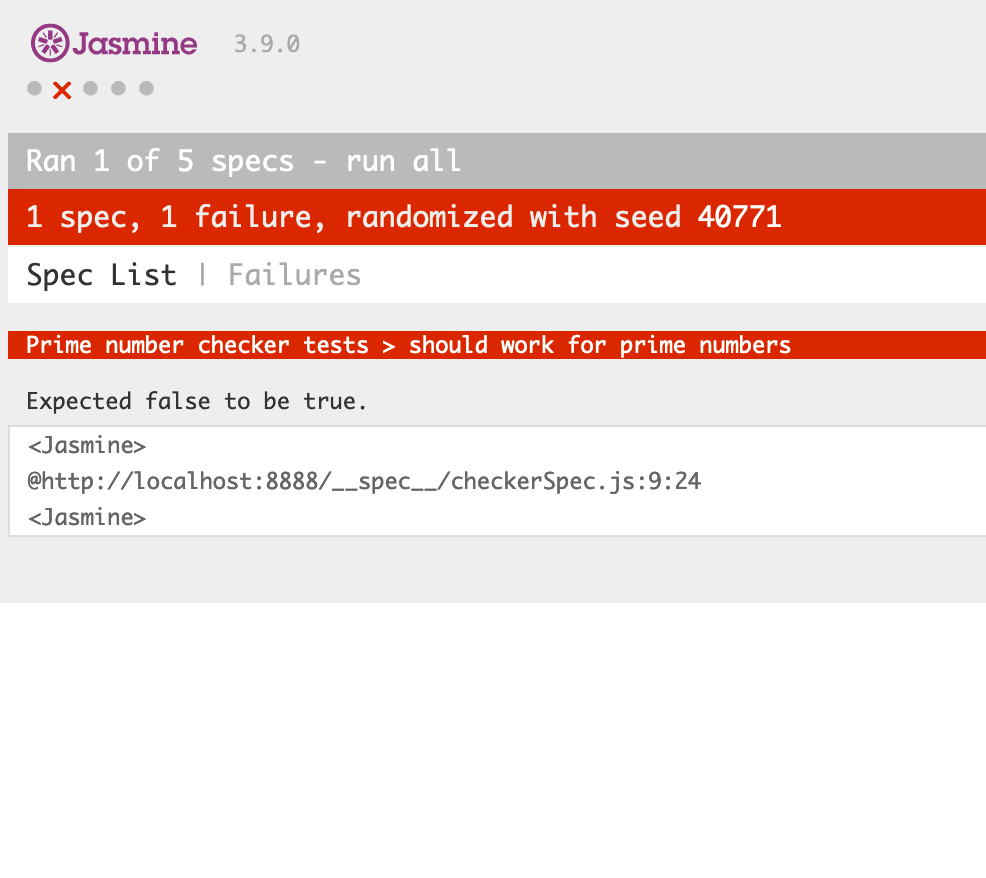 Jasmine 3.9.0
Ran 1 of 5 specs - run all
1 spec, 1 failure, randomized with seed 40771
Spec List | Failures
Prime number checker tests > should work for prime numbers
Expected false to be true.
<Jasmine>
@http://localhost:8888/__spec__/checkerSpec.js:9:24
<Jasmine>